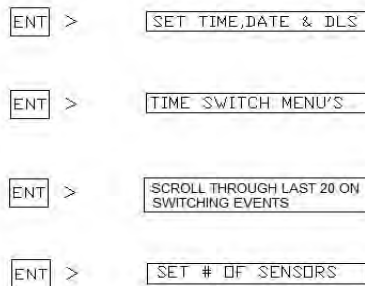 ENT > SET TIME,DATE & DLS
ENT > TIME SWITCH MENU'S
ENT > SCROLL THROUGH LAST 20 ON
SWITCHING EVENTS
ENT > SET # OF SENSORS